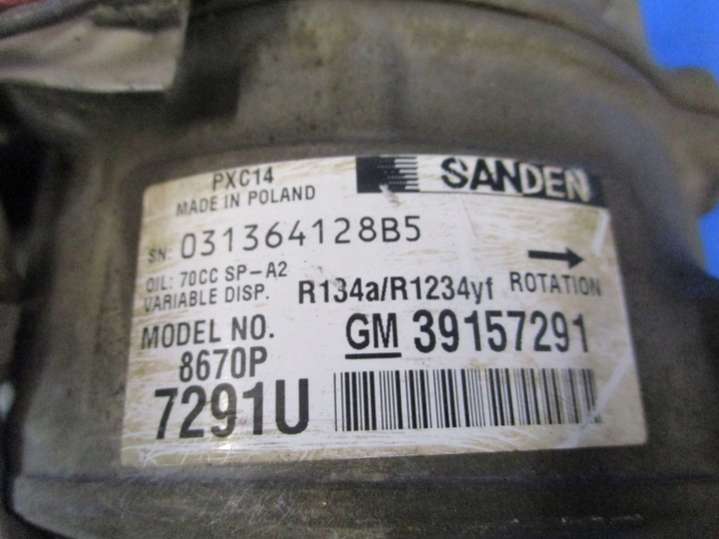 PXC14
SANDEN
MADE IN POLAND
SN: 031364128B5
OIL: 70CC SP-A2
VARIABLE DISP.
R134a/R1234yf
ROTATION
MODEL NO.
8670P
GM 39157291
7291U